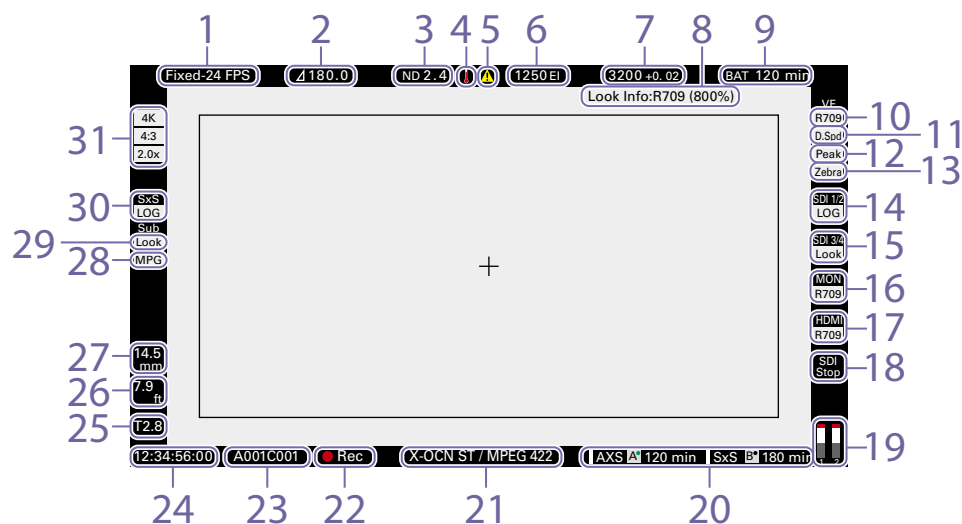 1 2 3 4 5 6 7 8 9
Fixed-24 FPS 180.0 ND 2.4 1250 EI 3200 +0.02 BAT 120 min
Look Info:R709 (800%)
VF
R709 10
D.Spd 11
Peak 12
Zebra 13
SDI 1/2
LOG 14
SDI 3/4
Look 15
MON
R709 16
HDMI
R709 17
SDI
Stop 18
1 2 19
31 4K
4:3
2.0x
30 SxS
LOG
Sub
29 Look
28 MPG
27 14.5
mm
26 7.9
ft
25 T2.8
12:34:56:00 A001C001 Rec X-OCN ST / MPEG 422 AXS A 120 min SxS B 180 min
24 23 22 21 20